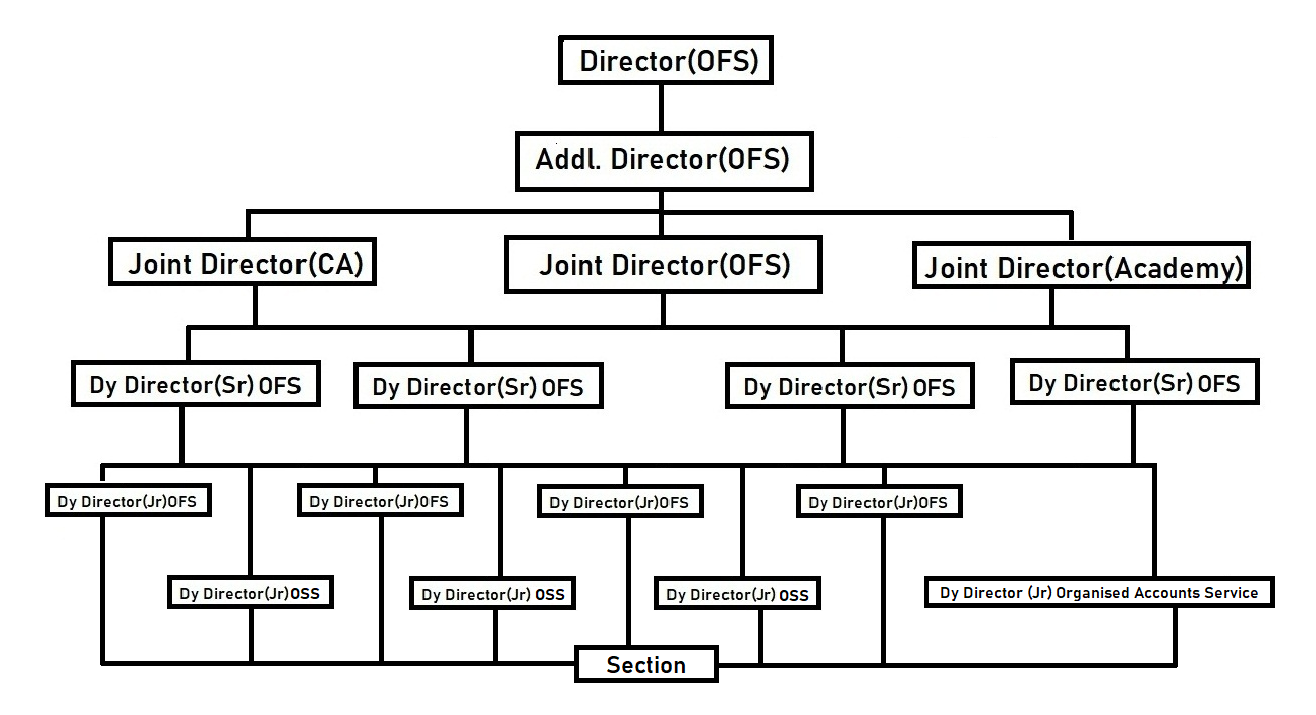 Director(OFS)
Addl. Director(OFS)
Joint Director(CA)
Joint Director(OFS)
Joint Director(Academy)
Dy Director(Sr) OFS
Dy Director(Sr) OFS
Dy Director(Sr) OFS
Dy Director(Sr) OFS
Dy Director(Jr)OFS
Dy Director(Jr)OFS
Dy Director(Jr)OFS
Dy Director(Jr)OFS
Dy Director(Jr)OSS
Dy Director(Jr) OSS
Dy Director(Jr) OSS
Dy Director (Jr) Organised Accounts Service
Section